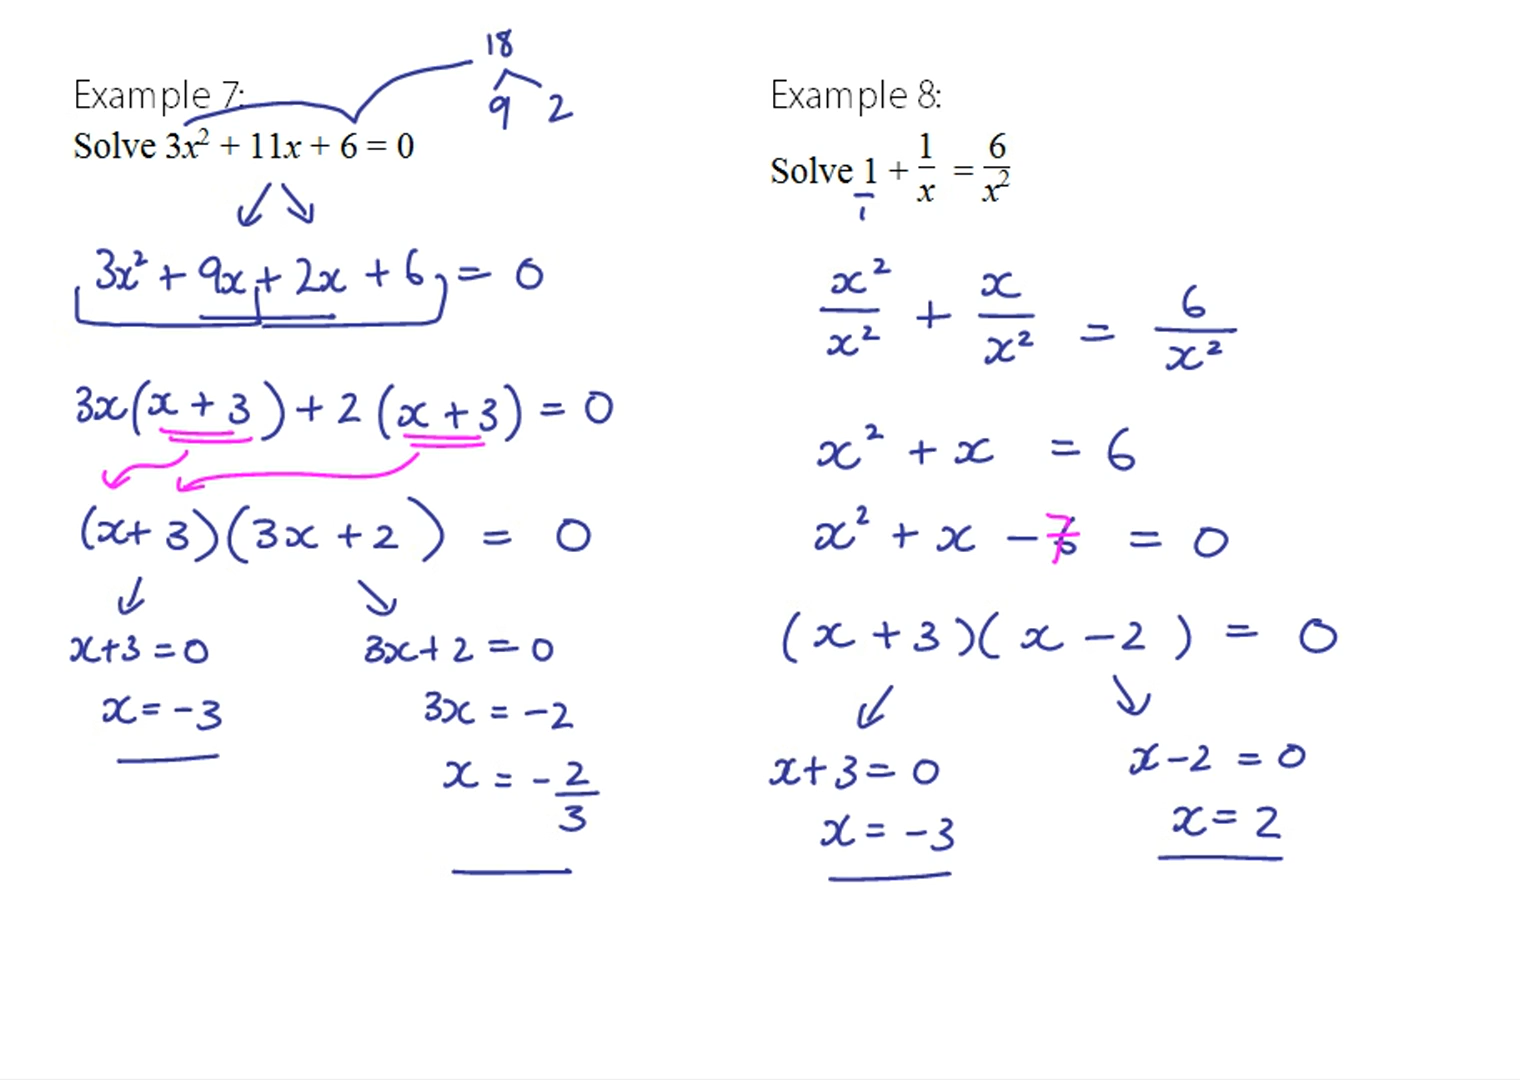 Example 7:
Solve 3x² + 11x + 6 = 0
18
9 2
3x² + 9x + 2x + 6 = 0
3x(x + 3) + 2(x + 3) = 0
(x + 3)(3x + 2) = 0
x + 3 = 0
x = -3
3x + 2 = 0
3x = -2
x = -2/3
Example 8:
Solve 1 + 1/x = 6/x²
1
x²/x² + x/x² = 6/x²
x² + x = 6
x² + x - 7 = 0
(x + 3)(x - 2) = 0
x + 3 = 0
x = -3
x - 2 = 0
x = 2